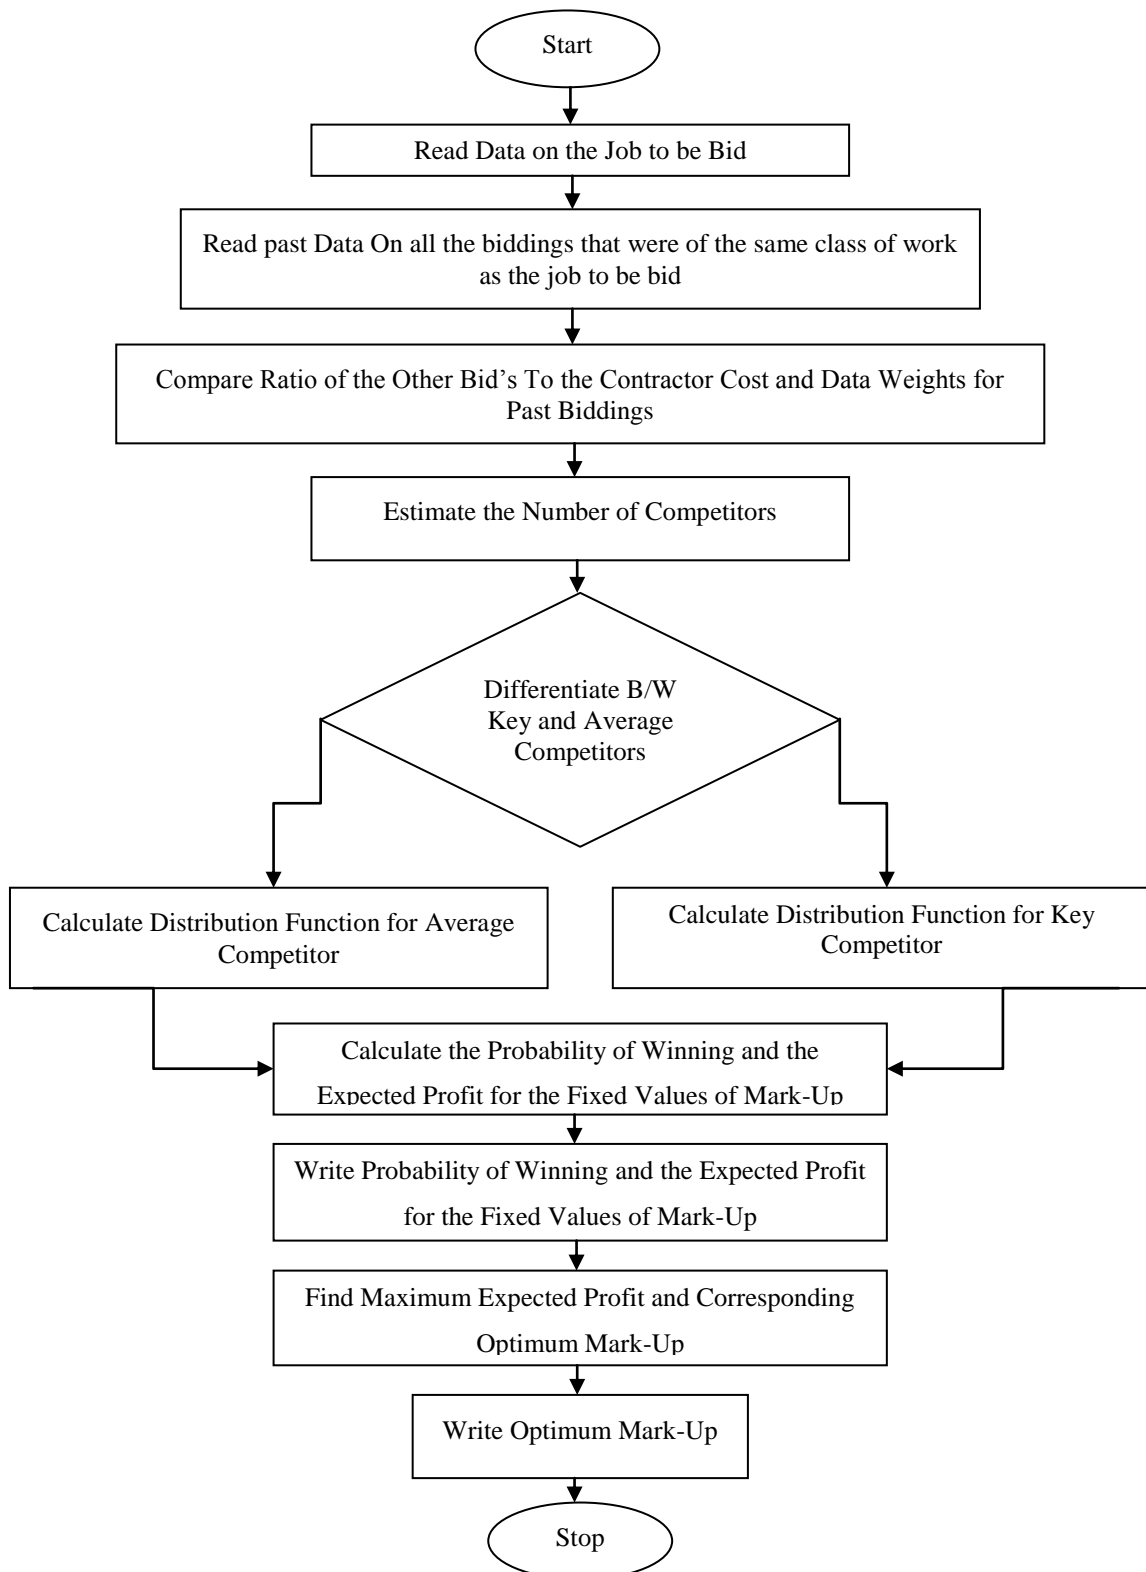 Start
Read Data on the Job to be Bid
Read past Data On all the biddings that were of the same class of work
as the job to be bid
Compare Ratio of the Other Bid's To the Contractor Cost and Data Weights for
Past Biddings
Estimate the Number of Competitors
Differentiate B/W
Key and Average
Competitors
Calculate Distribution Function for Average
Competitor
Calculate Distribution Function for Key
Competitor
Calculate the Probability of Winning and the
Expected Profit for the Fixed Values of Mark-Up
Write Probability of Winning and the Expected Profit
for the Fixed Values of Mark-Up
Find Maximum Expected Profit and Corresponding
Optimum Mark-Up
Write Optimum Mark-Up
Stop